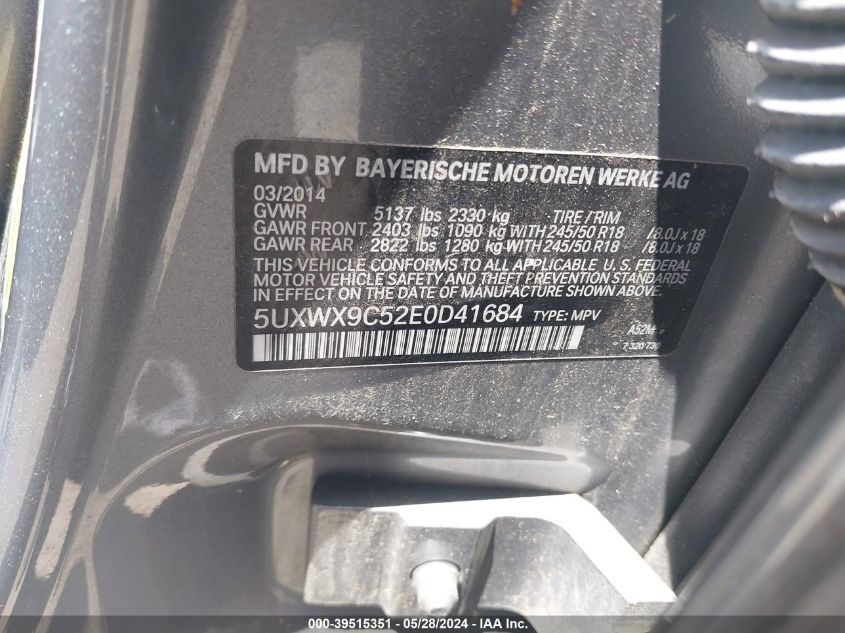 MFD BY BAYERISCHE MOTOREN WERKE AG
03/2014
GVWR 5137 lbs 2330 kg TIRE / RIM
GAWR FRONT 2403 lbs 1090 kg WITH 245/50 R18 /8.0J x 18
GAWR REAR 2822 lbs 1280 kg WITH 245/50 R18 /8.0J x 18
THIS VEHICLE CONFORMS TO ALL APPLICABLE U.S. FEDERAL
MOTOR VEHICLE SAFETY AND THEFT PREVENTION STANDARDS
IN EFFECT ON THE DATE OF MANUFACTURE SHOWN ABOVE.
5UXWX9C52E0D41684 TYPE: MPV
A52M
7320730
000-39515351 | 05/28/2024 | IAA Inc.